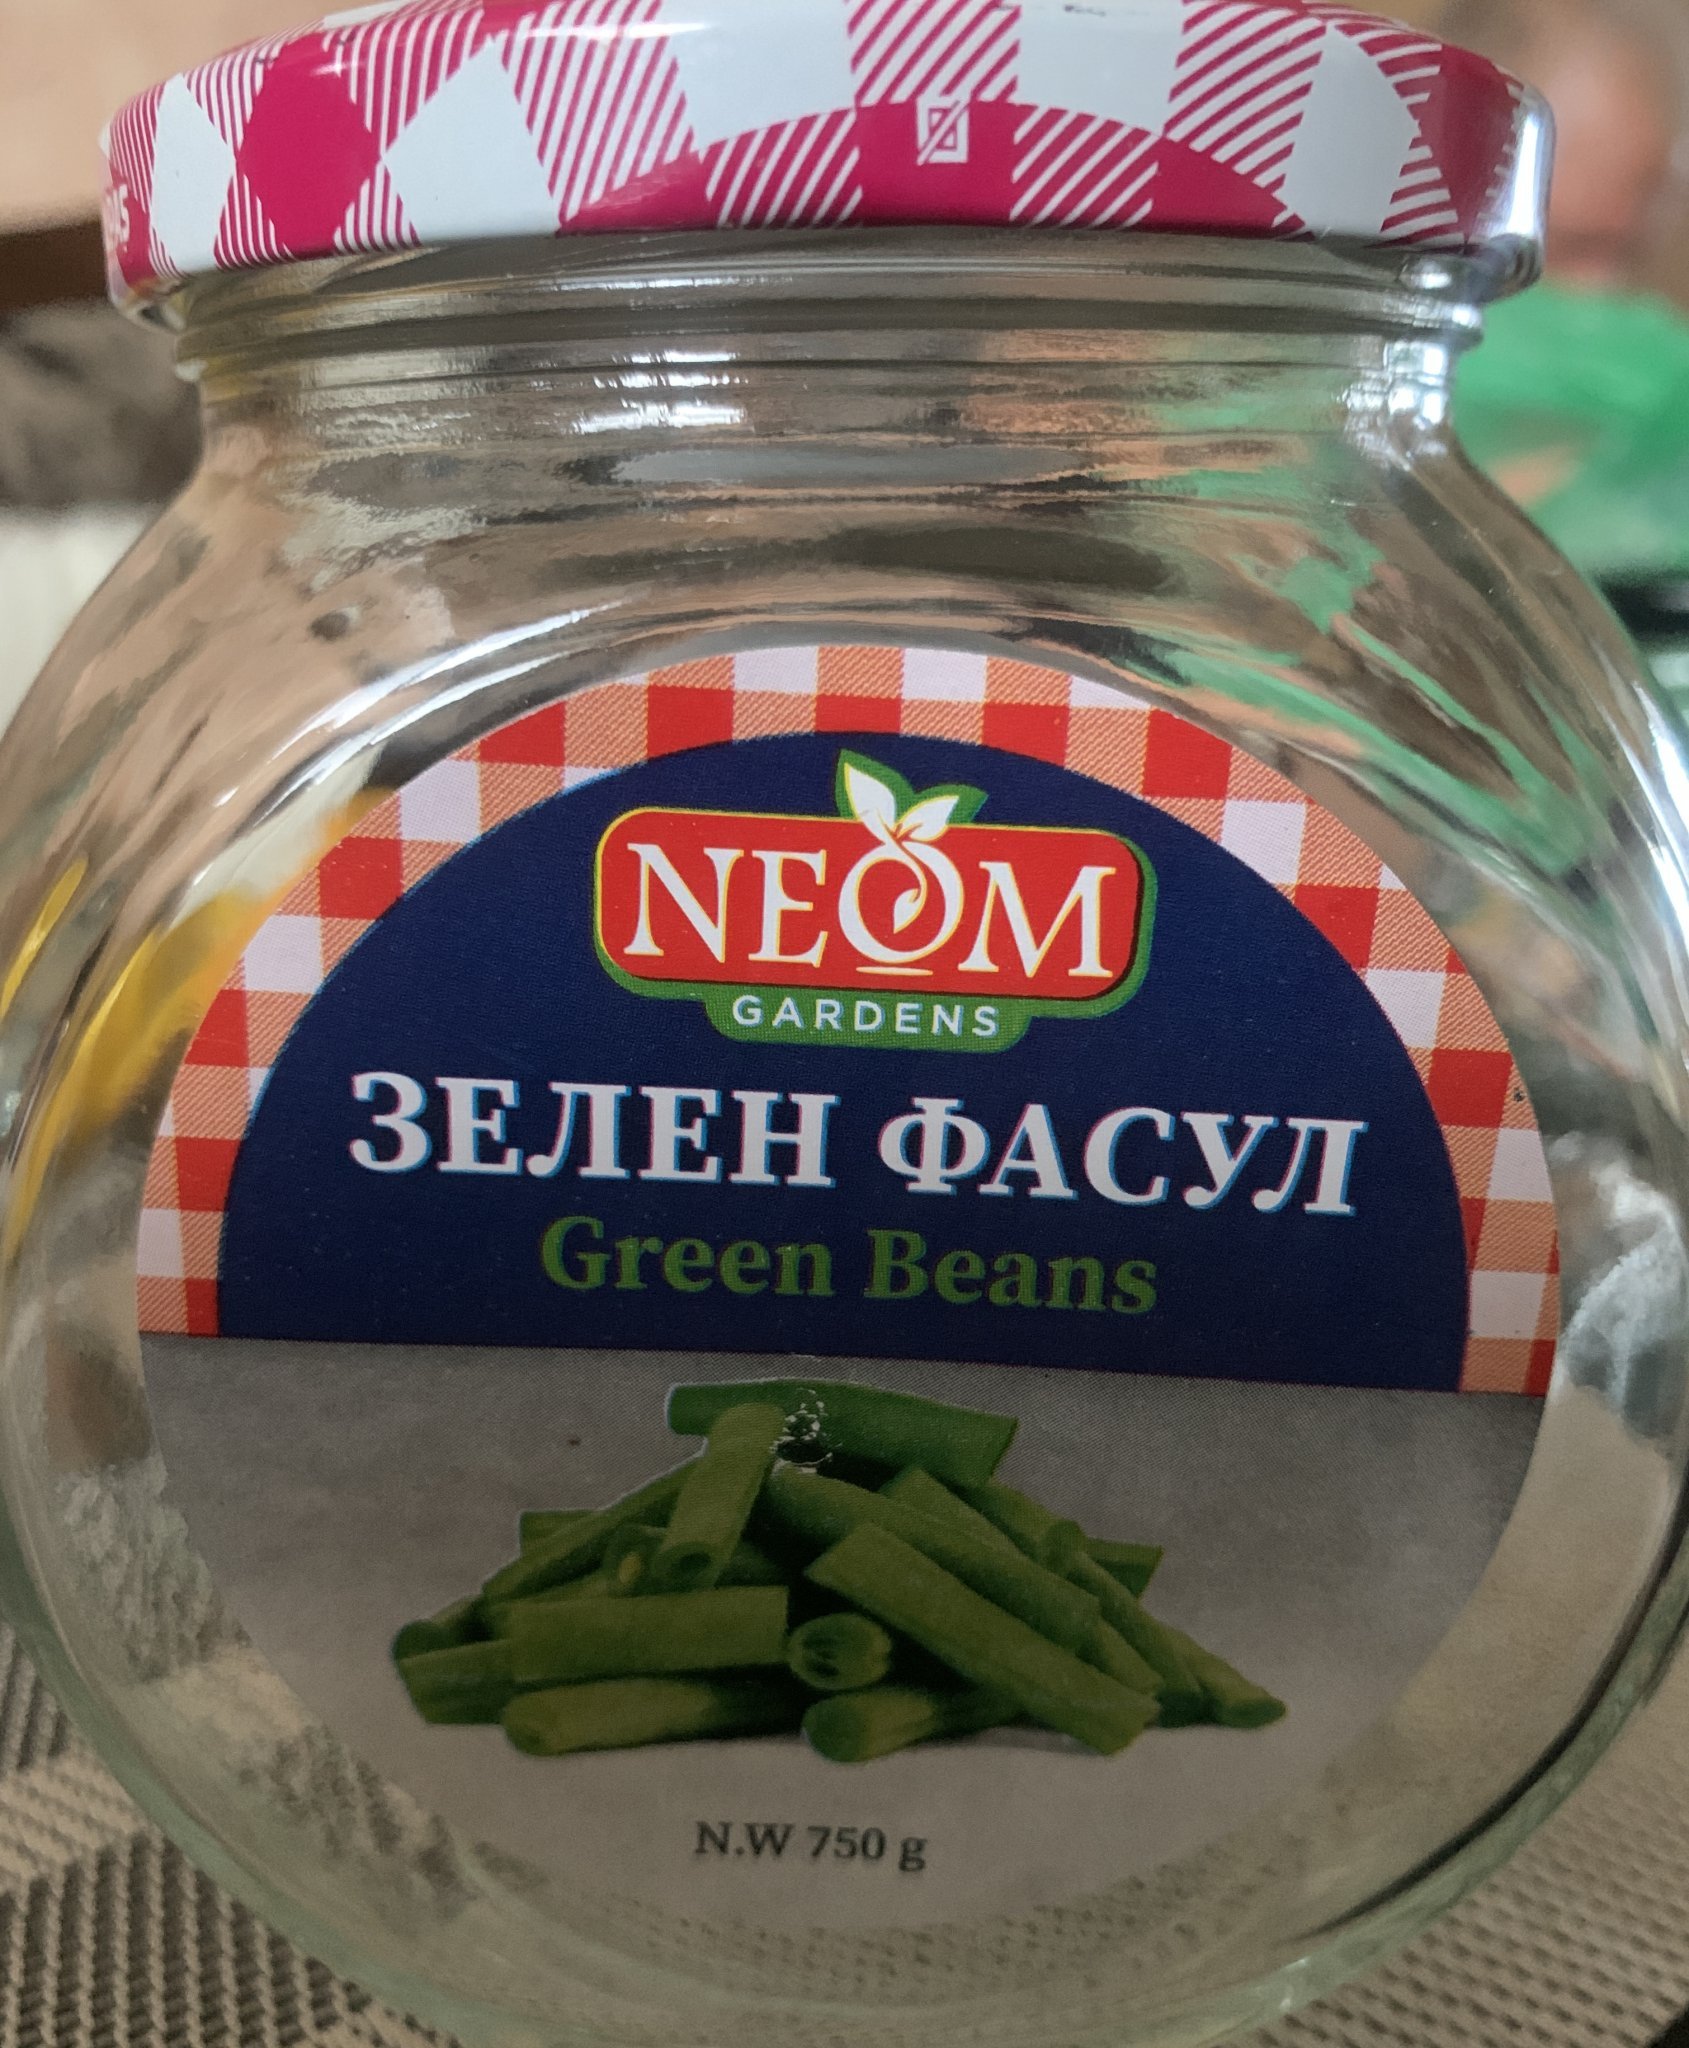 NEOM
GARDENS
ЗЕЛЕН ФАСУЛ
Green Beans
N.W 750 g